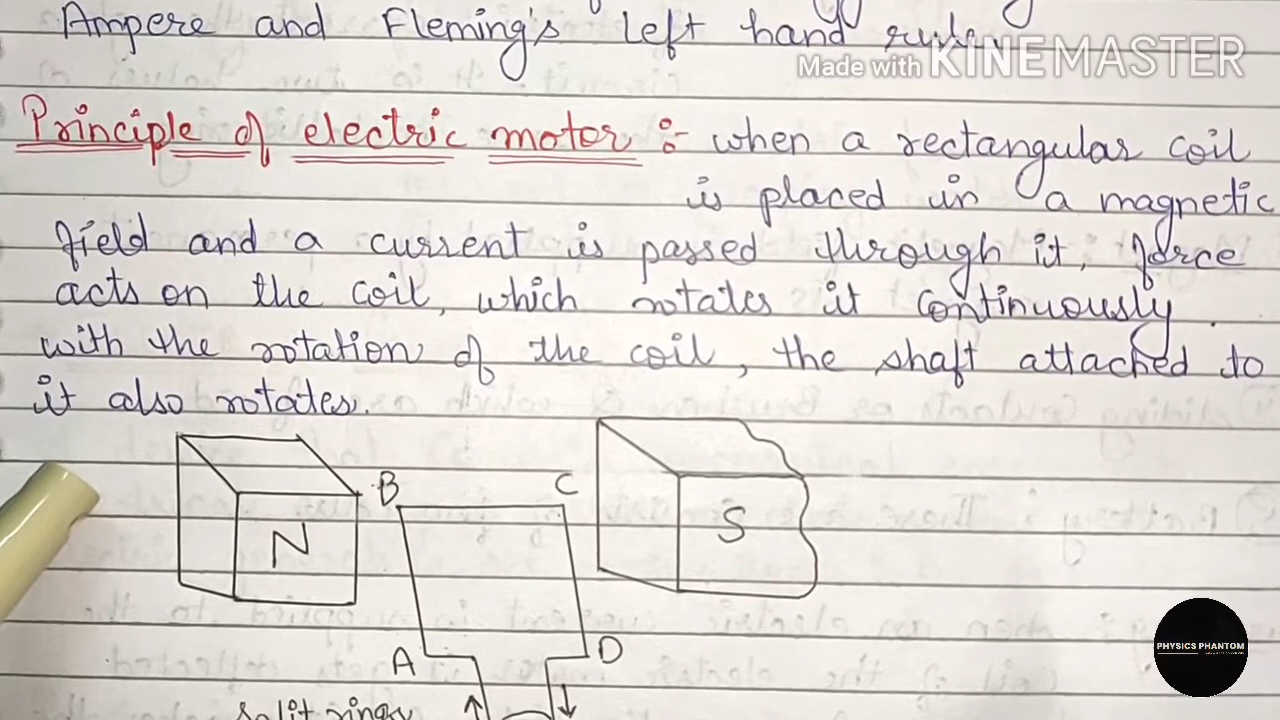 Ampere and Fleming's left hand rule.
Made with KINEMASTER
Principle of electric motor :- when a rectangular coil
is placed in a magnetic
field and a current is passed through it, force
acts on the coil, which rotates it continuously.
with the rotation of the coil, the shaft attached to
it also rotates.
B C
N S
A D
split rings
PHYSICS PHANTOM